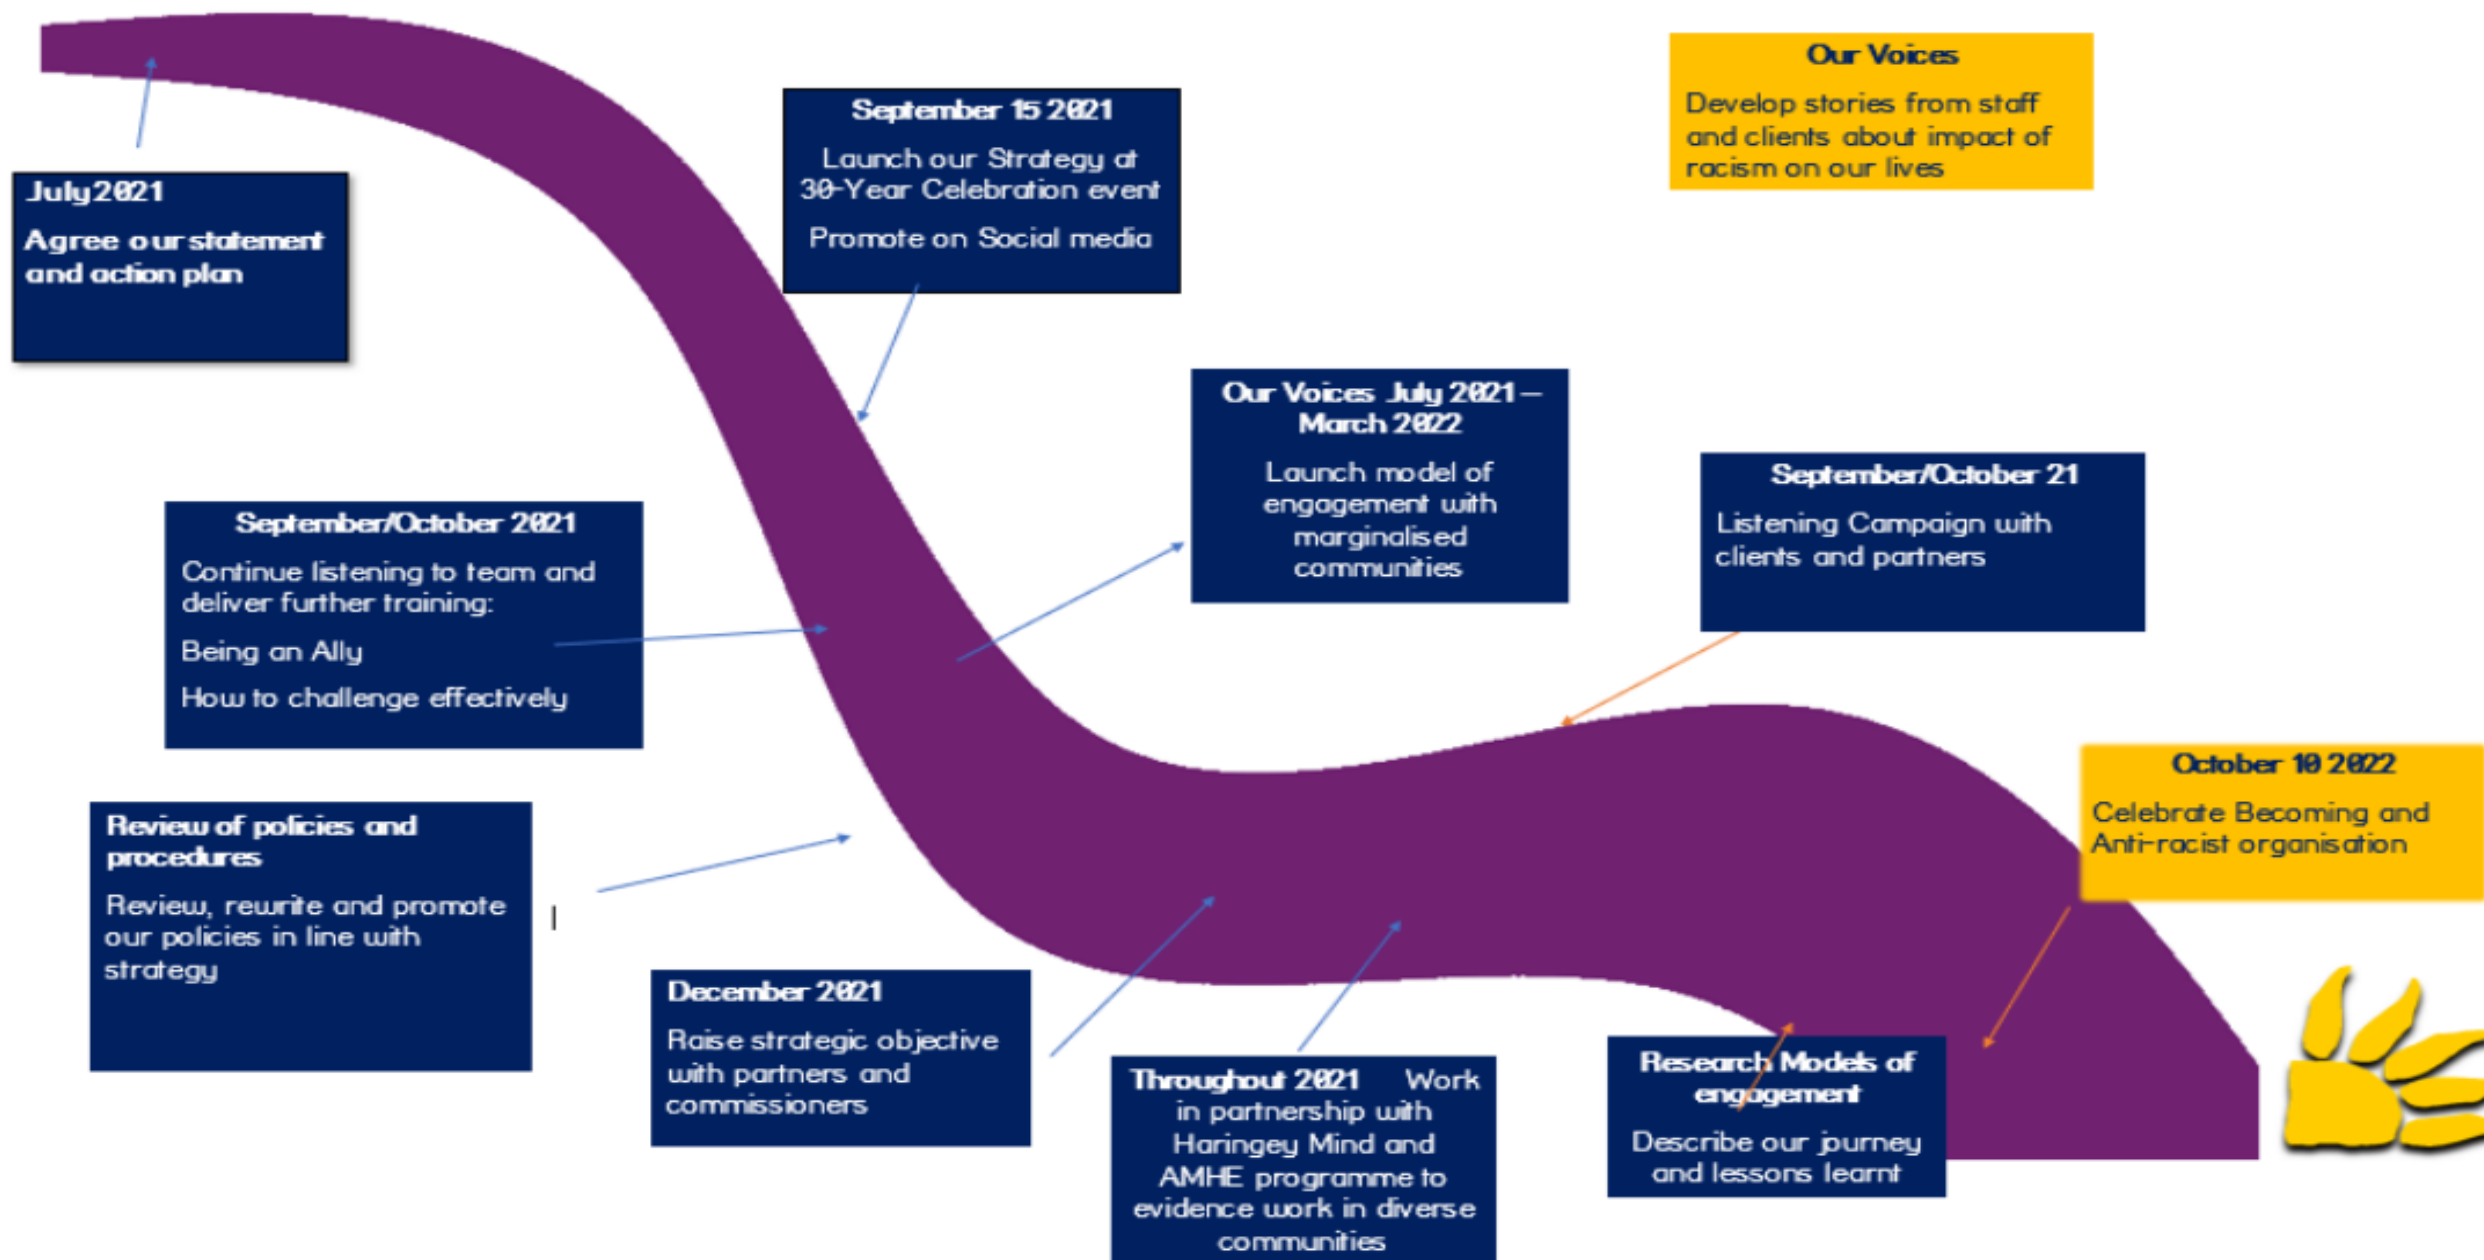 July 2021
Agree our statement
and action plan
September 15 2021
Launch our Strategy at
30-Year Celebration event
Promote on Social media
Our Voices
Develop stories from staff
and clients about impact of
racism on our lives
Our Voices July 2021 –
March 2022
Launch model of
engagement with
marginalised
communities
September/October 21
Listening Campaign with
clients and partners
September/October 2021
Continue listening to team and
deliver further training:
Being an Ally
How to challenge effectively
October 10 2022
Celebrate Becoming and
Anti-racist organisation
Review of policies and
procedures
Review, rewrite and promote
our policies in line with
strategy
December 2021
Raise strategic objective
with partners and
commissioners
Throughout 2021 Work
in partnership with
Haringey Mind and
AMHE programme to
evidence work in diverse
communities
Research Models of
engagement
Describe our journey
and lessons learnt